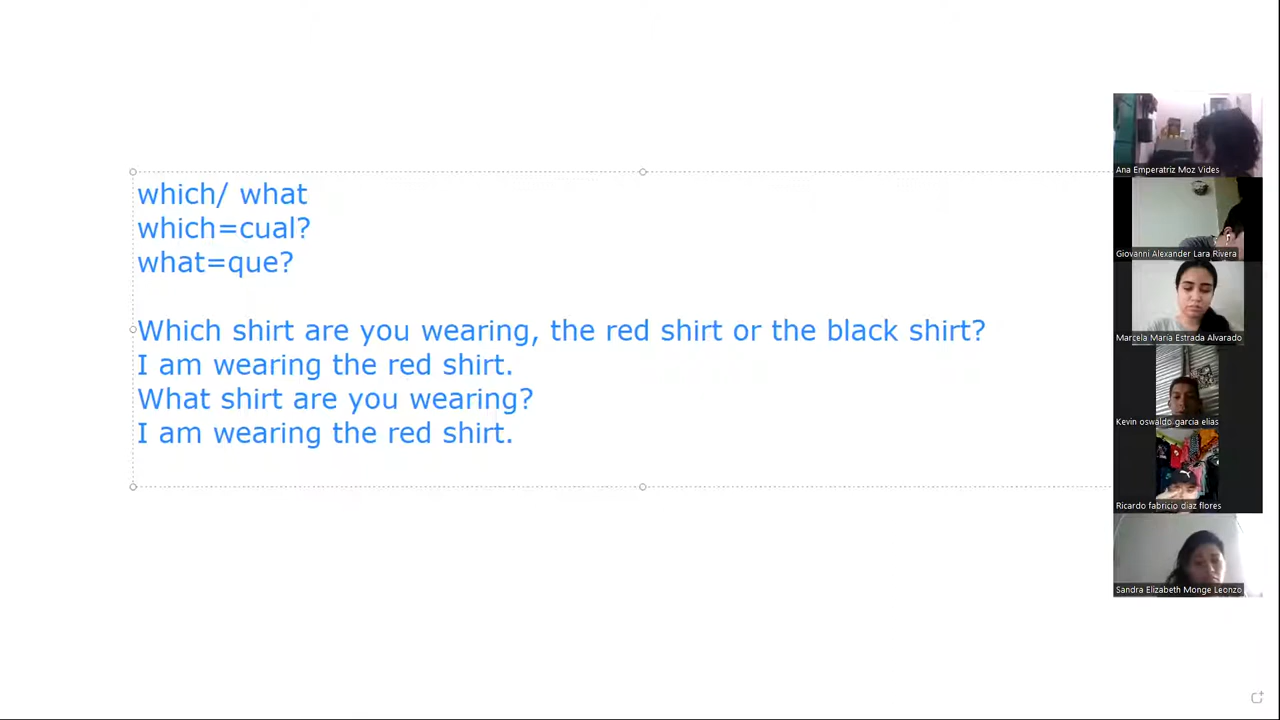 which/ what
which=cual?
what=que?
Which shirt are you wearing, the red shirt or the black shirt?
I am wearing the red shirt.
What shirt are you wearing?
I am wearing the red shirt.
Ana Emperatriz Moz Vides
Giovanni Alexander Lara Rivera
Marcela María Estrada Alvarado
Kevin oswaldo garcia elias
Ricardo fabricio diaz flores
Sandra Elizabeth Monge Leonzo